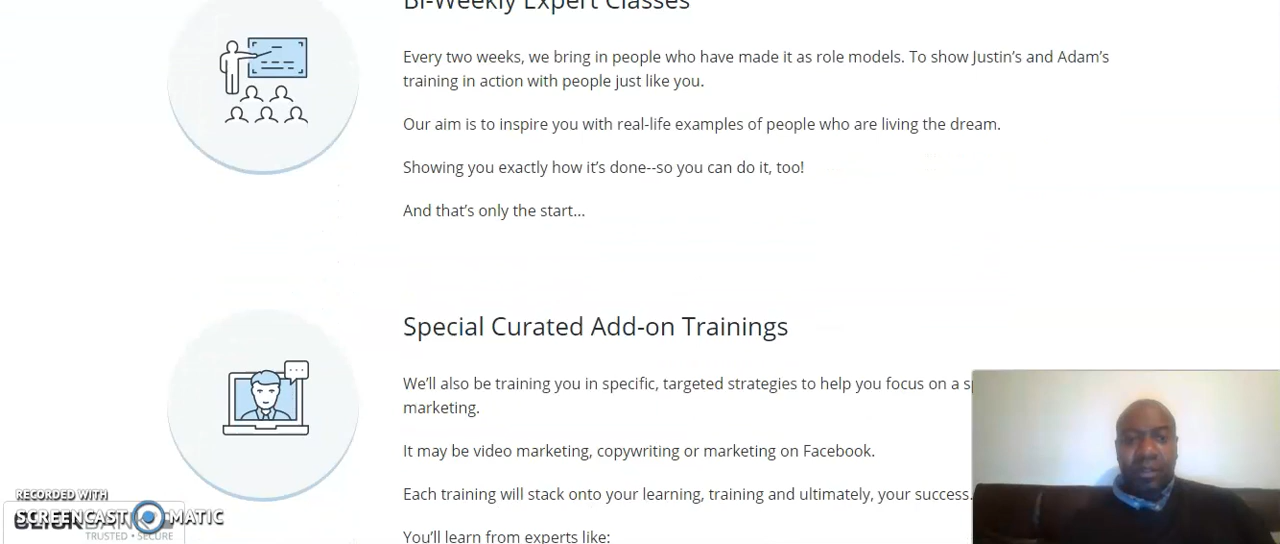 Bi-Weekly Expert Classes
Every two weeks, we bring in people who have made it as role models. To show Justin’s and Adam’s
training in action with people just like you.
Our aim is to inspire you with real-life examples of people who are living the dream.
Showing you exactly how it’s done--so you can do it, too!
And that’s only the start...
Special Curated Add-on Trainings
We’ll also be training you in specific, targeted strategies to help you focus on a
marketing.
It may be video marketing, copywriting or marketing on Facebook.
Each training will stack onto your learning, training and ultimately, your success.
You’ll learn from experts like:
RECORDED WITH
SCREENCAST MATIC
TRUSTED • SECURE